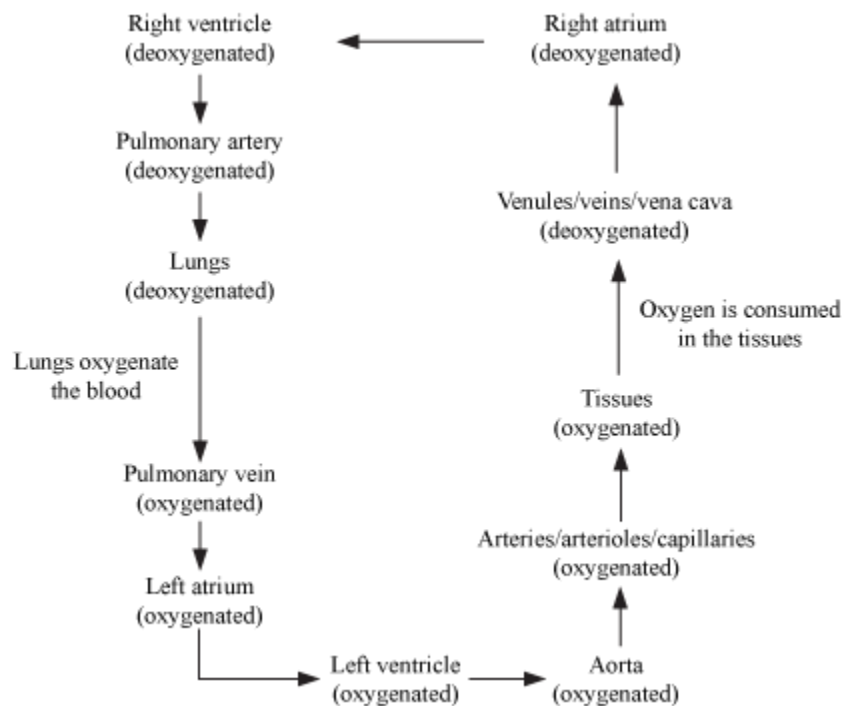 Right ventricle
(deoxygenated)
Right atrium
(deoxygenated)
Pulmonary artery
(deoxygenated)
Venules/veins/vena cava
(deoxygenated)
Lungs
(deoxygenated)
Oxygen is consumed
in the tissues
Lungs oxygenate
the blood
Tissues
(oxygenated)
Pulmonary vein
(oxygenated)
Arteries/arterioles/capillaries
(oxygenated)
Left atrium
(oxygenated)
Left ventricle
(oxygenated)
Aorta
(oxygenated)